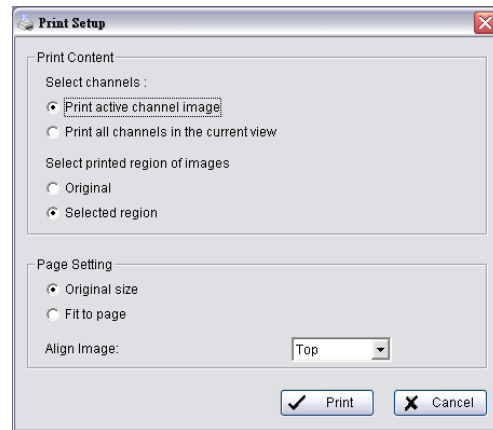 Print Setup
Print Content
Select channels :
Print active channel image
Print all channels in the current view
Select printed region of images
Original
Selected region
Page Setting
Original size
Fit to page
Align Image: Top
Print Cancel